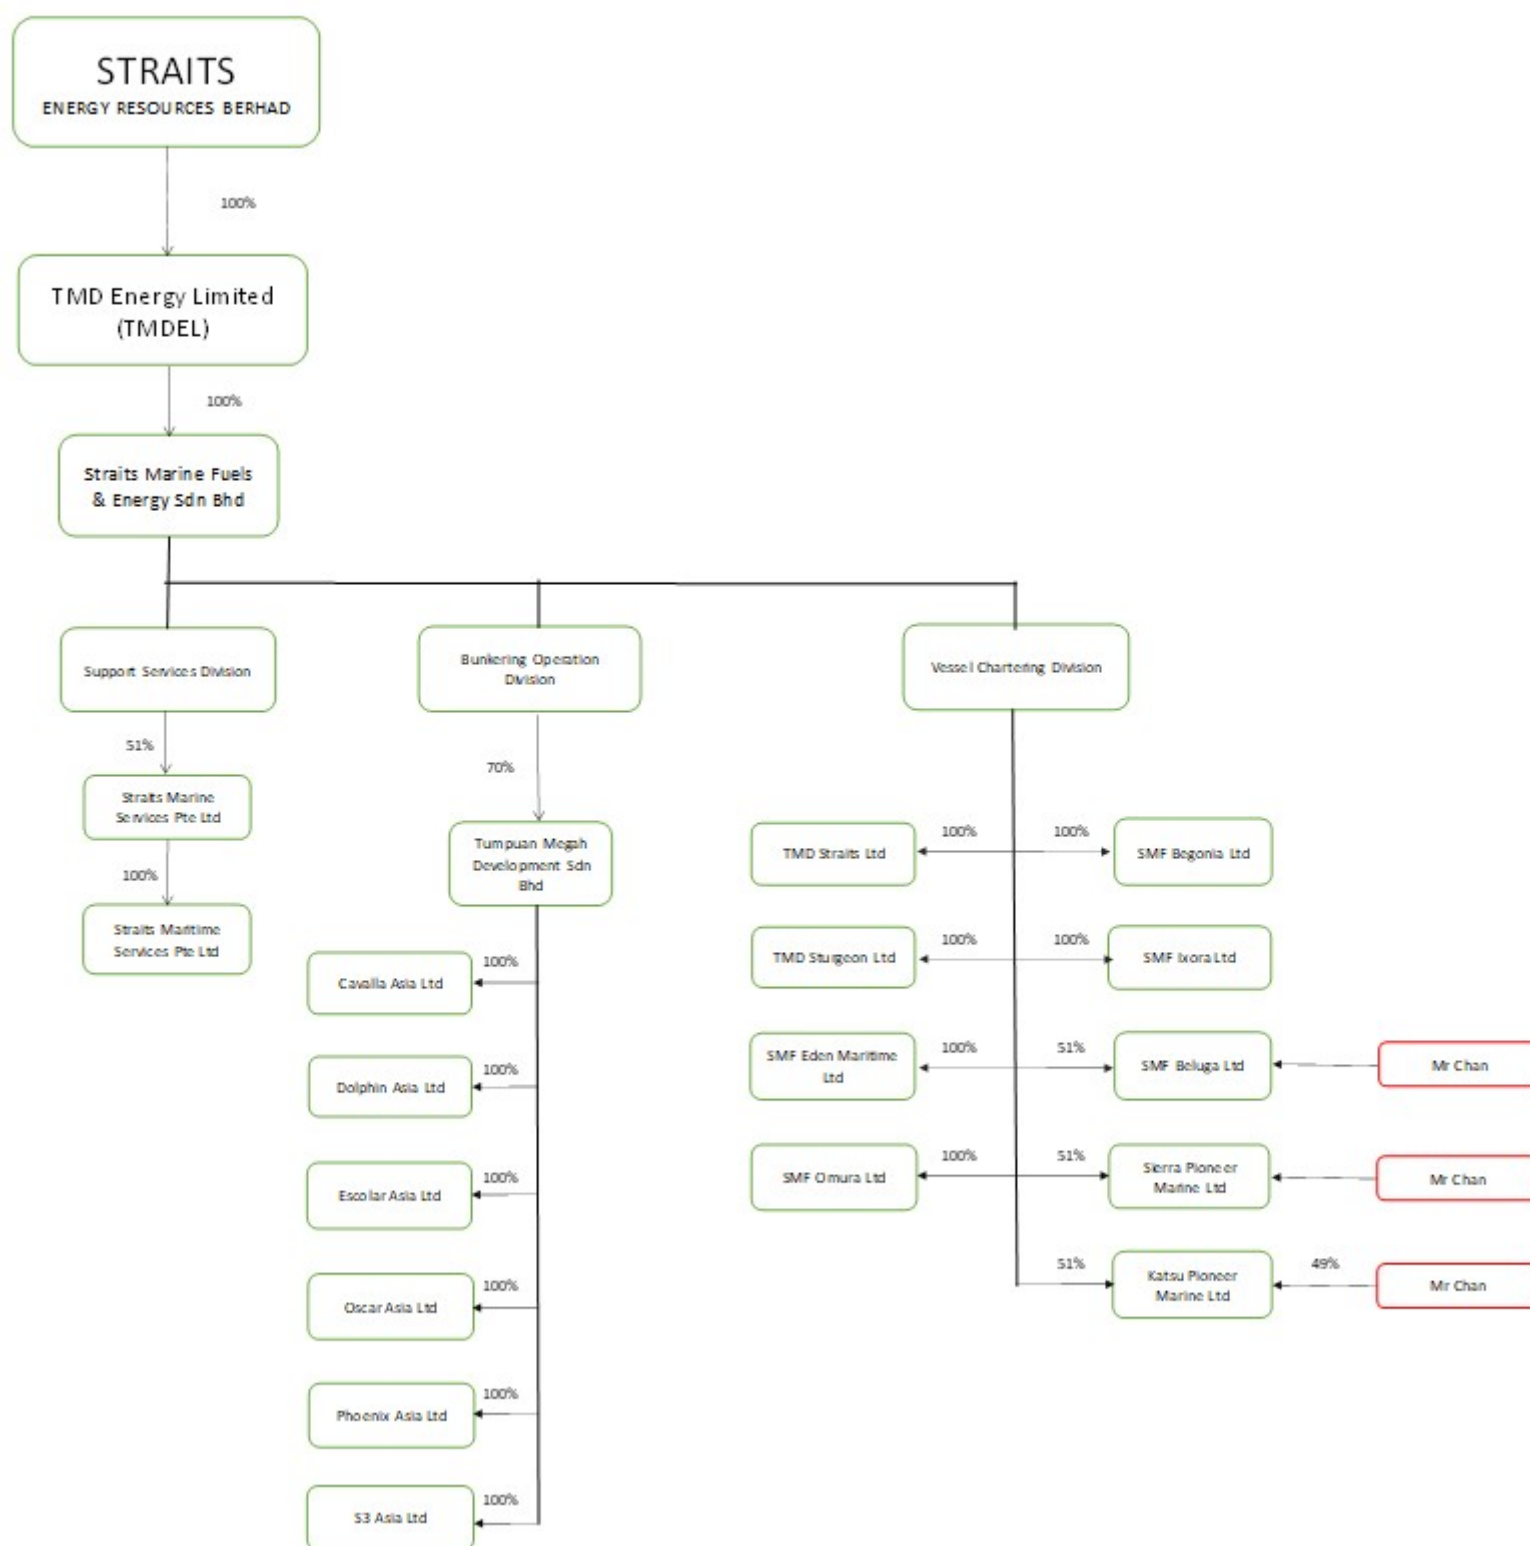 STRAITS
ENERGY RESOURCES BERHAD
100%
TMD Energy Limited
(TMDEL)
100%
Straits Marine Fuels
& Energy Sdn Bhd
Support Services Division
51%
Straits Marine
Services Pte Ltd
100%
Straits Maritime
Services Pte Ltd
Bunkering Operation
Division
70%
Tumpuan Megah
Development Sdn
Bhd
100%
Cavalla Asia Ltd
100%
Dolphin Asia Ltd
100%
Escolar Asia Ltd
100%
Oscar Asia Ltd
100%
Phoenix Asia Ltd
100%
S3 Asia Ltd
Vessel Chartering Division
100%
100%
TMD Straits Ltd
SMF Begonia Ltd
100%
100%
TMD Sturgeon Ltd
SMF Ixora Ltd
100%
51%
SMF Eden Maritime
Ltd
SMF Beluga Ltd
Mr Chan
100%
51%
SMF Omura Ltd
Sierra Pioneer
Marine Ltd
Mr Chan
51%
49%
Katsu Pioneer
Marine Ltd
Mr Chan